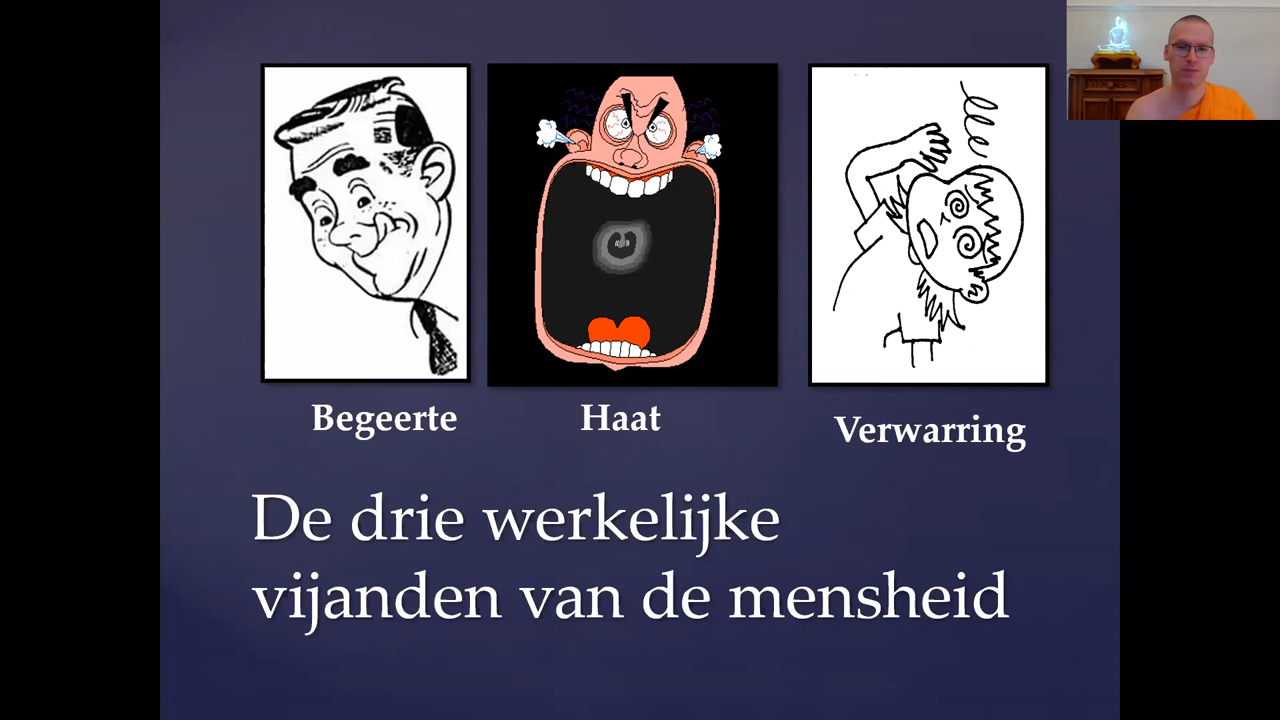 Begeerte
Haat
Verwarring
De drie werkelijke
vijanden van de mensheid